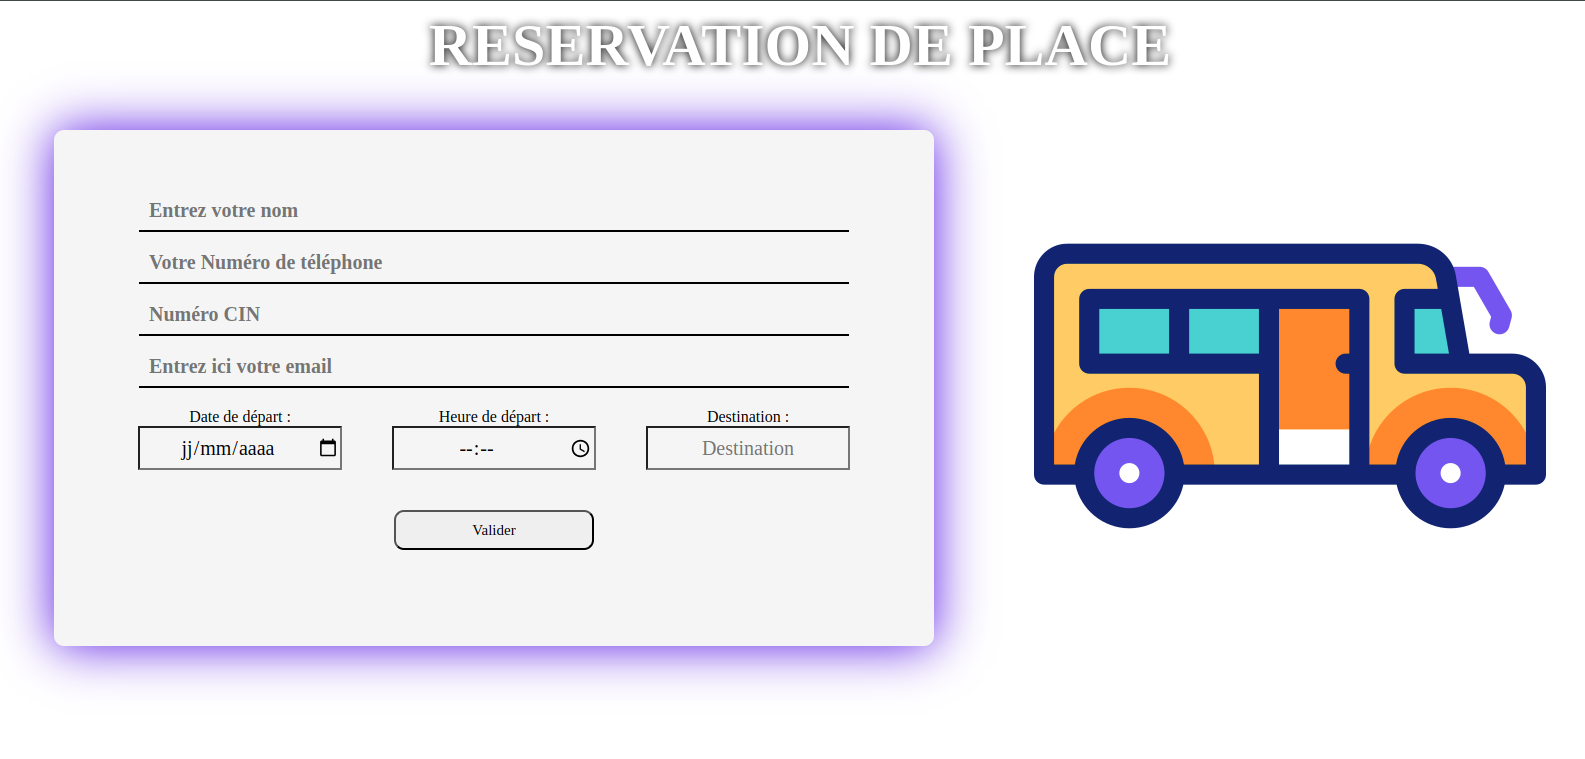 RESERVATION DE PLACE
Entrez votre nom
Votre Numéro de téléphone
Numéro CIN
Entrez ici votre email
Date de départ : Heure de départ : Destination :
jj/mm/aaaa --:-- Destination
Valider